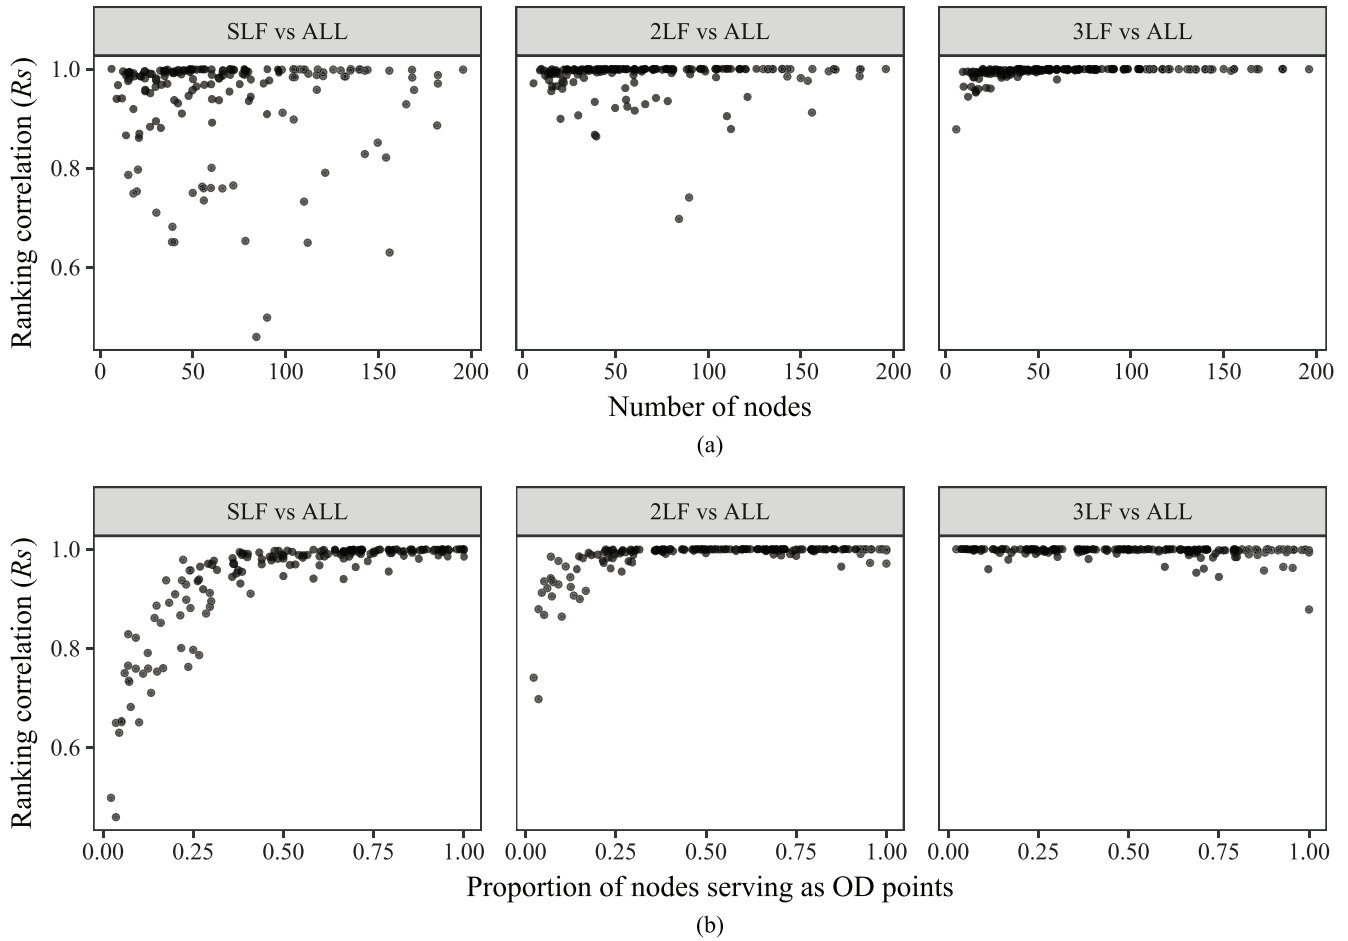 SLF vs ALL 2LF vs ALL 3LF vs ALL
Ranking correlation (Rs)
1.0
0.8
0.6
0 50 100 150 200 0 50 100 150 200 0 50 100 150 200
Number of nodes
(a)
SLF vs ALL 2LF vs ALL 3LF vs ALL
Ranking correlation (Rs)
1.0
0.8
0.6
0.00 0.25 0.50 0.75 1.00 0.00 0.25 0.50 0.75 1.00 0.00 0.25 0.50 0.75 1.00
Proportion of nodes serving as OD points
(b)